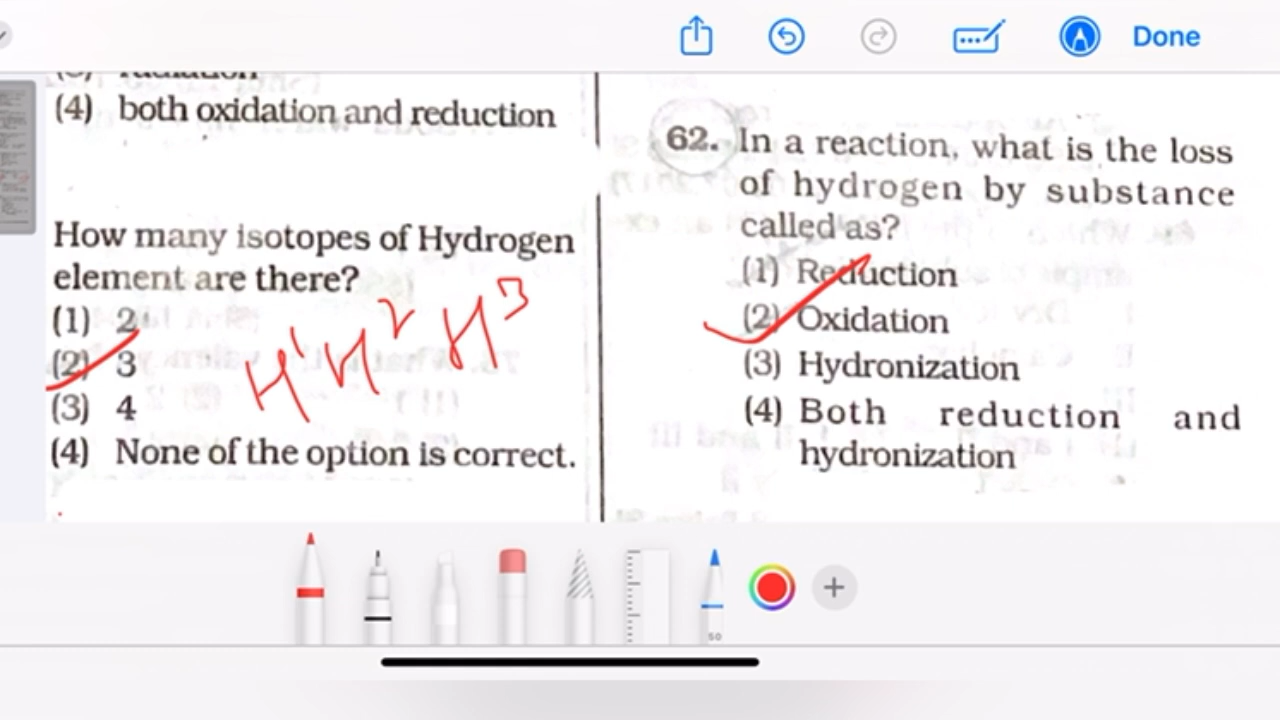 Done
(4) both oxidation and reduction
How many isotopes of Hydrogen
element are there?
(1) 2
(2) 3
(3) 4
(4) None of the option is correct.
H¹ H² H³
62. In a reaction, what is the loss
of hydrogen by substance
called as?
(1) Reduction
(2) Oxidation
(3) Hydronization
(4) Both reduction and
hydronization
50